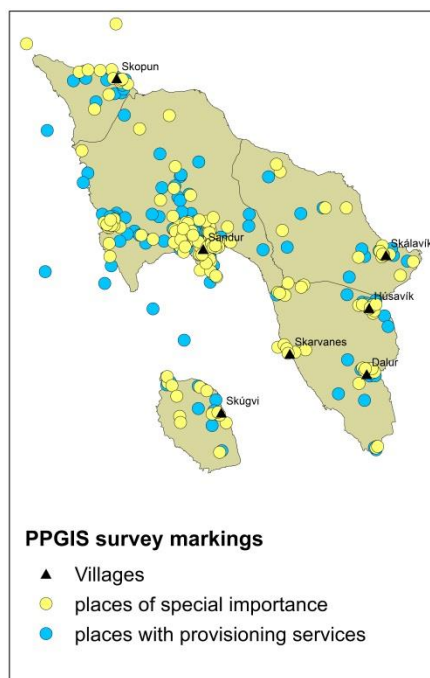 Skopun
Sandur
Skálavík
Húsavík
Skarvanes
Dalur
Skúgvi
PPGIS survey markings
Villages
places of special importance
places with provisioning services